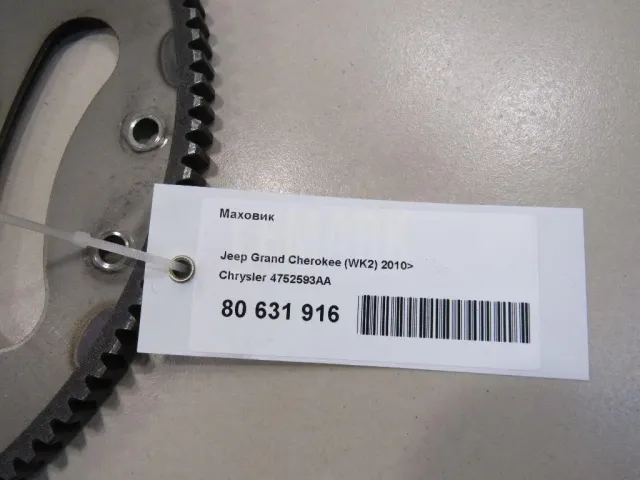 Маховик
Jeep Grand Cherokee (WK2) 2010>
Chrysler 4752593AA
80 631 916